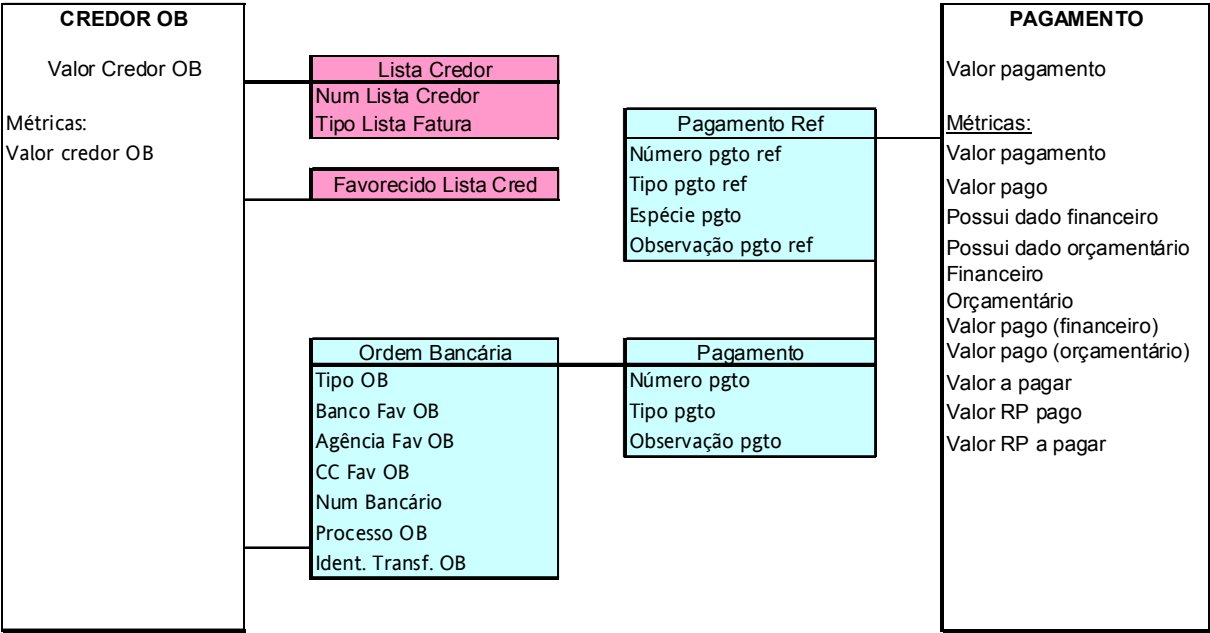 CREDOR OB
Valor Credor OB
Métricas:
Valor credor OB
Lista Credor
Num Lista Credor
Tipo Lista Fatura
Favorecido Lista Cred
Ordem Bancária
Tipo OB
Banco Fav OB
Agência Fav OB
CC Fav OB
Num Bancário
Processo OB
Ident. Transf. OB
Pagamento Ref
Número pgto ref
Tipo pgto ref
Espécie pgto
Observação pgto ref
Pagamento
Número pgto
Tipo pgto
Observação pgto
PAGAMENTO
Valor pagamento
Métricas:
Valor pagamento
Valor pago
Possui dado financeiro
Possui dado orçamentário
Financeiro
Orçamentário
Valor pago (financeiro)
Valor pago (orçamentário)
Valor a pagar
Valor RP pago
Valor RP a pagar